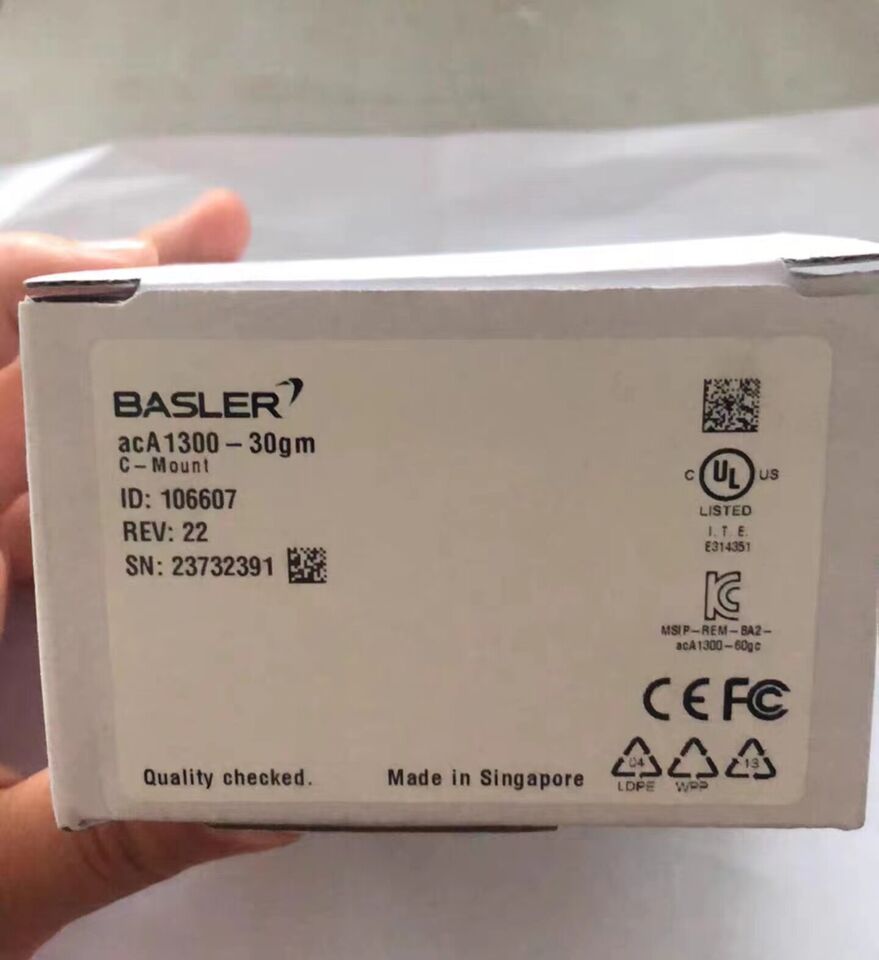 BASLER
acA1300-30gm
C-Mount
ID: 106607
REV: 22
SN: 23732391
C UL US
LISTED
I.T.E.
E314351
KC
MSIP-REM-BA2-
acA1300-60gc
CE FC
04 13
LDPE WPP
Quality checked. Made in Singapore